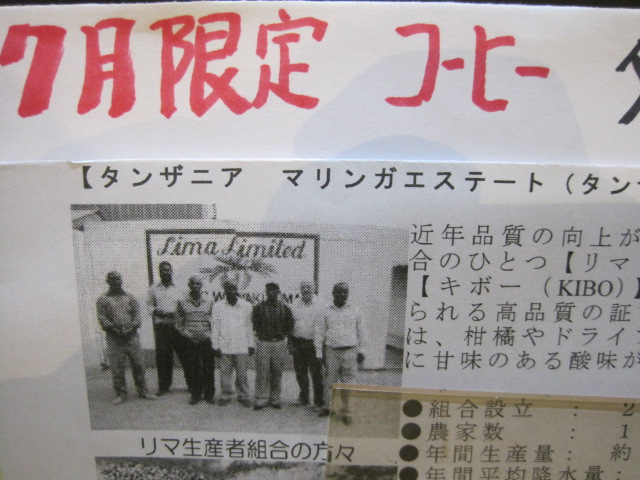 7月限定 コーヒー
【タンザニア　マリンガエステート（タン
Lima Limited
近年品質の向上が
合のひとつ【リマ
【キボー（KIBO）】
られる高品質の証
は、柑橘やドライ
に甘味のある酸味が
リマ生産者組合の方々
●組合設立 : 2
●農家数 : 1
●年間生産量: 約
●年間平均降水量: